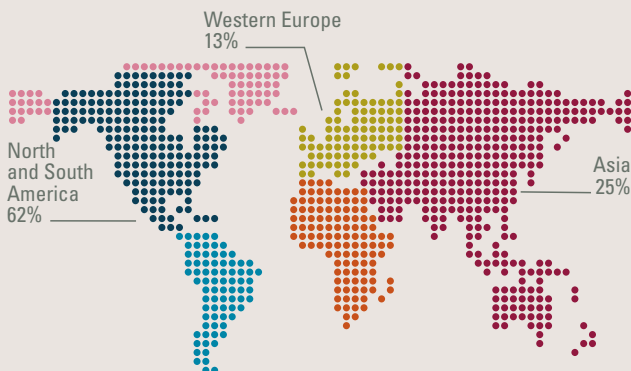 Western Europe
13%
North
and South
America
62%
Asia
25%